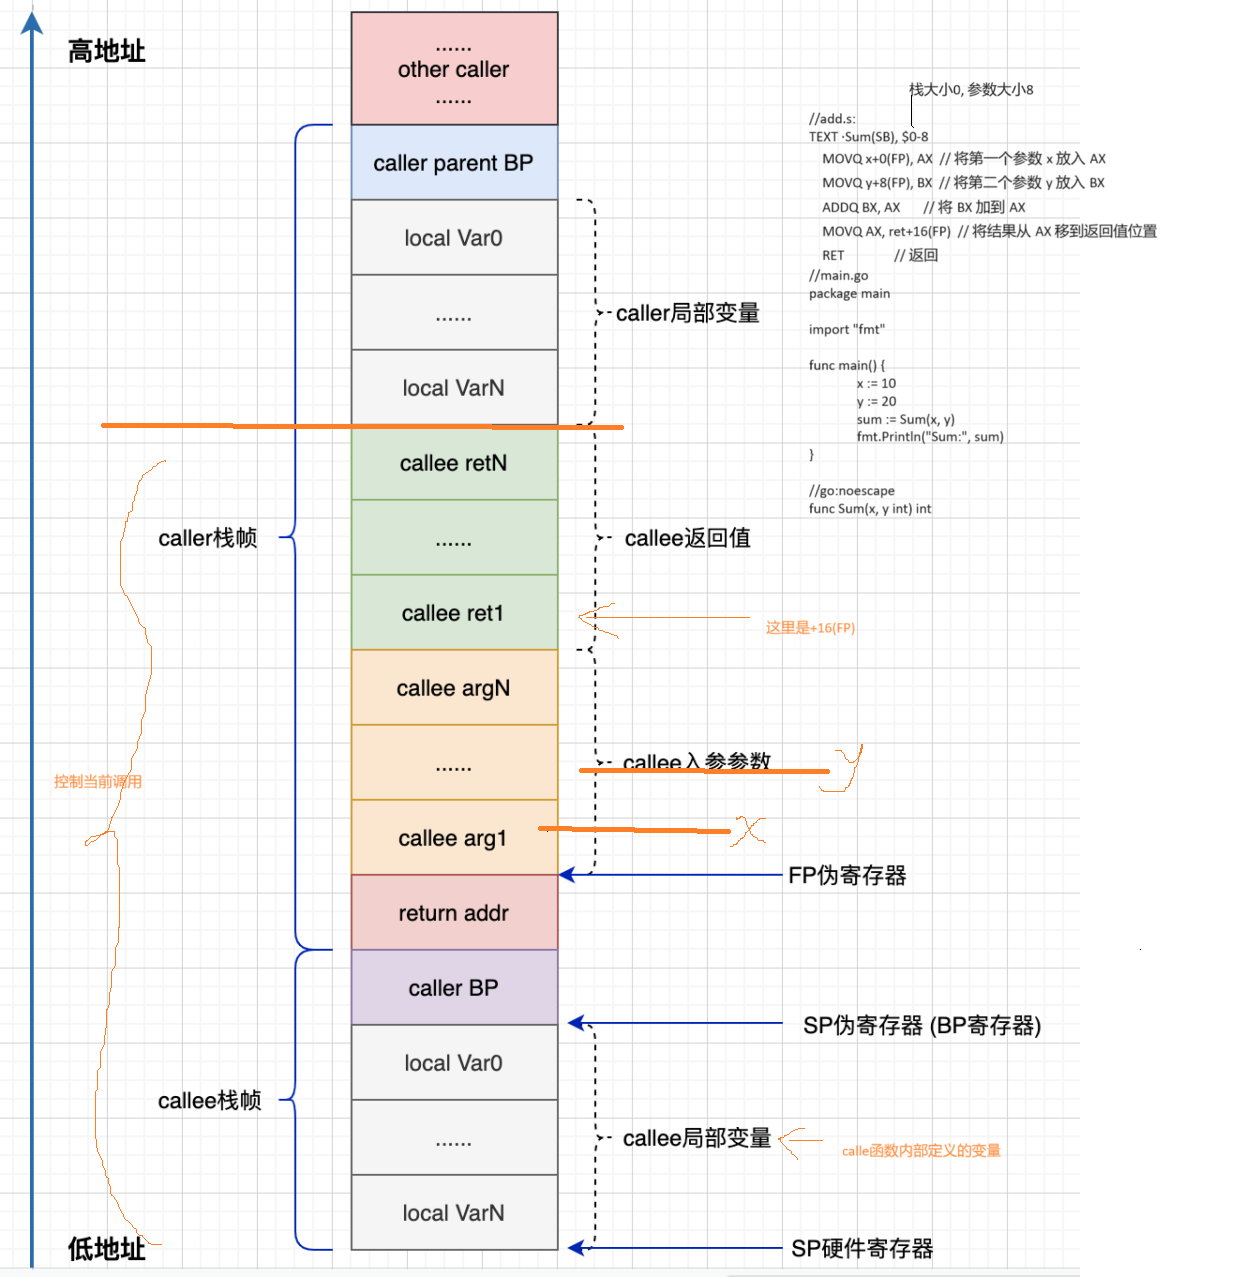 高地址
......
other caller
......
caller parent BP
local Var0
......
local VarN
caller局部变量
callee retN
......
callee ret1
callee返回值
这里是+16(FP)
caller栈帧
callee argN
......
callee arg1
callee入参参数
y
x
控制当前调用
FP伪寄存器
return addr
caller BP
SP伪寄存器 (BP寄存器)
local Var0
......
local VarN
callee栈帧
callee局部变量
calle函数内部定义的变量
SP硬件寄存器
低地址
栈大小0, 参数大小8
//add.s:
TEXT ·Sum(SB), $0-8
MOVQ x+0(FP), AX // 将第一个参数 x 放入 AX
MOVQ y+8(FP), BX // 将第二个参数 y 放入 BX
ADDQ BX, AX // 将 BX 加到 AX
MOVQ AX, ret+16(FP) // 将结果从 AX 移到返回值位置
RET // 返回
//main.go
package main
import "fmt"
func main() {
x := 10
y := 20
sum := Sum(x, y)
fmt.Println("Sum:", sum)
}
//go:noescape
func Sum(x, y int) int